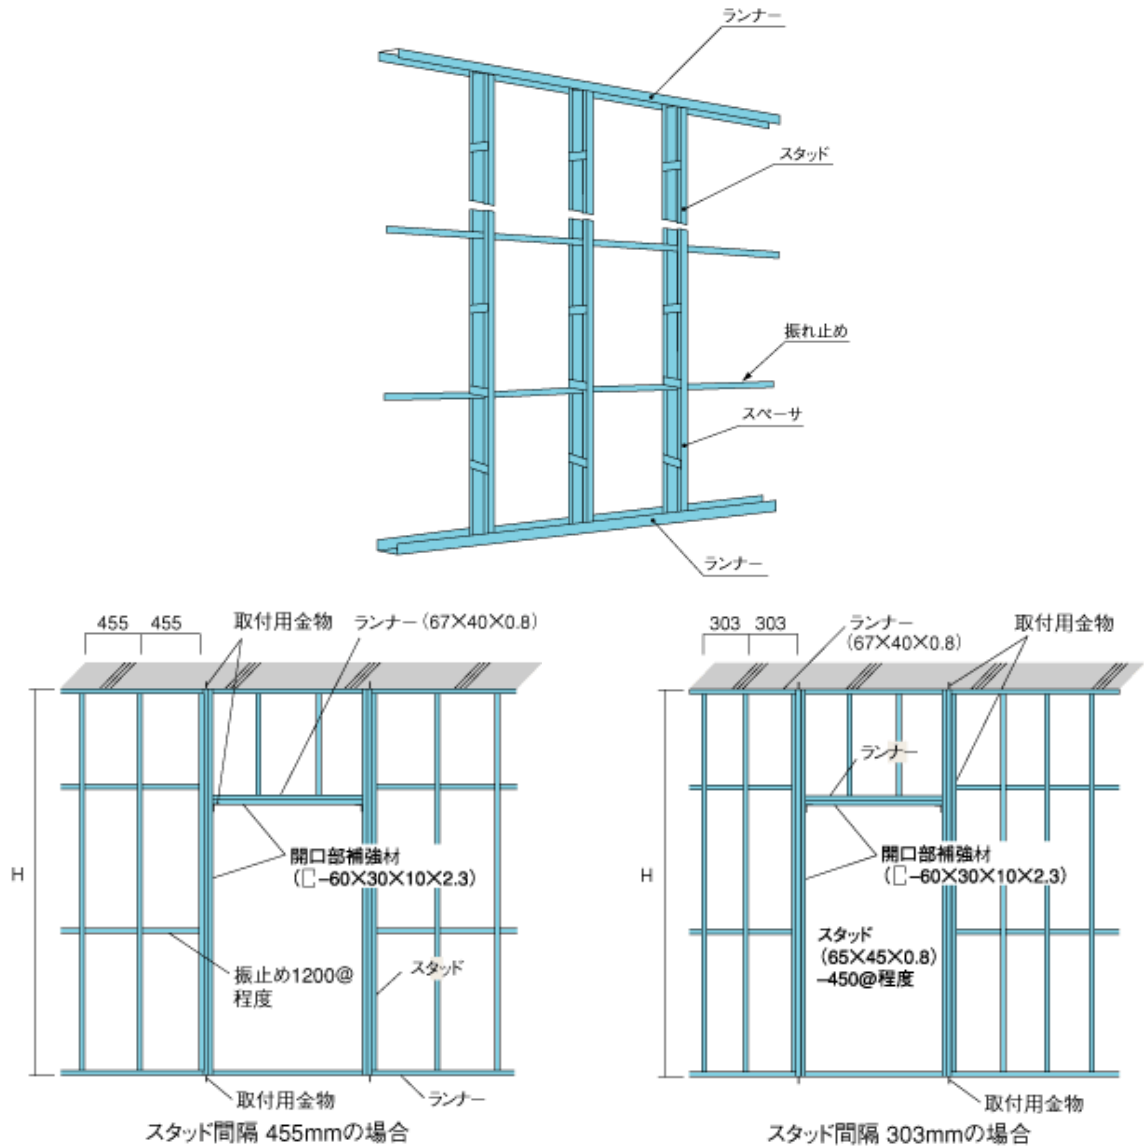 ランナー
スタッド
振れ止め
スペーサ
ランナー
455 455
取付用金物
ランナー（67×40×0.8）
H
開口部補強材
（⼕−60×30×10×2.3）
振止め1200@
程度
スタッド
取付用金物
ランナー
スタッド間隔 455mmの場合
303 303
ランナー
（67×40×0.8）
取付用金物
ランナー
H
開口部補強材
（⼕−60×30×10×2.3）
スタッド
（65×45×0.8）
−450@程度
取付用金物
スタッド間隔 303mmの場合